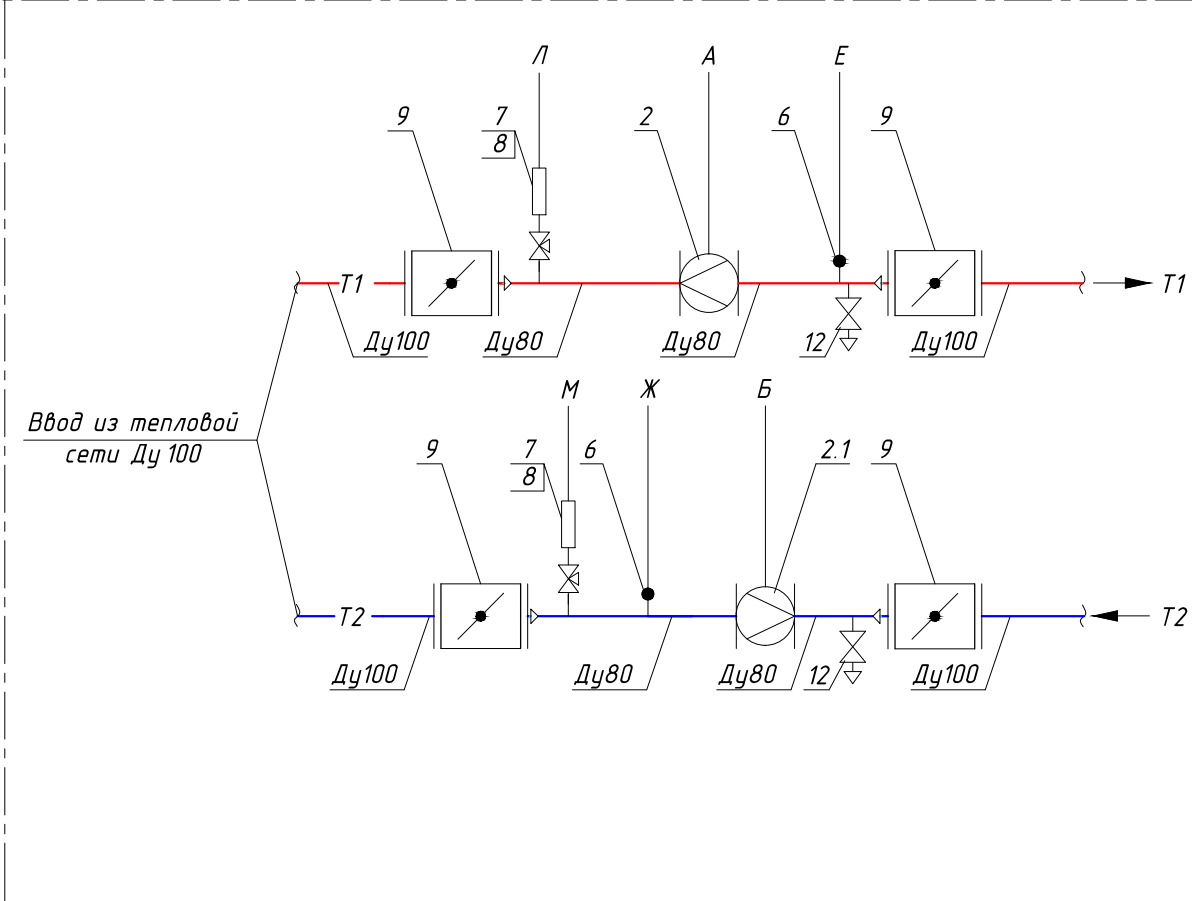 Л
А
Е
9
7
8
2
6
9
Т1
Т1
Ду100
Ду80
Ду80
12
Ду100
М
Ж
Б
Ввод из тепловой
сети Ду 100
9
7
8
6
2.1
9
Т2
Т2
Ду100
Ду80
Ду80
12
Ду100